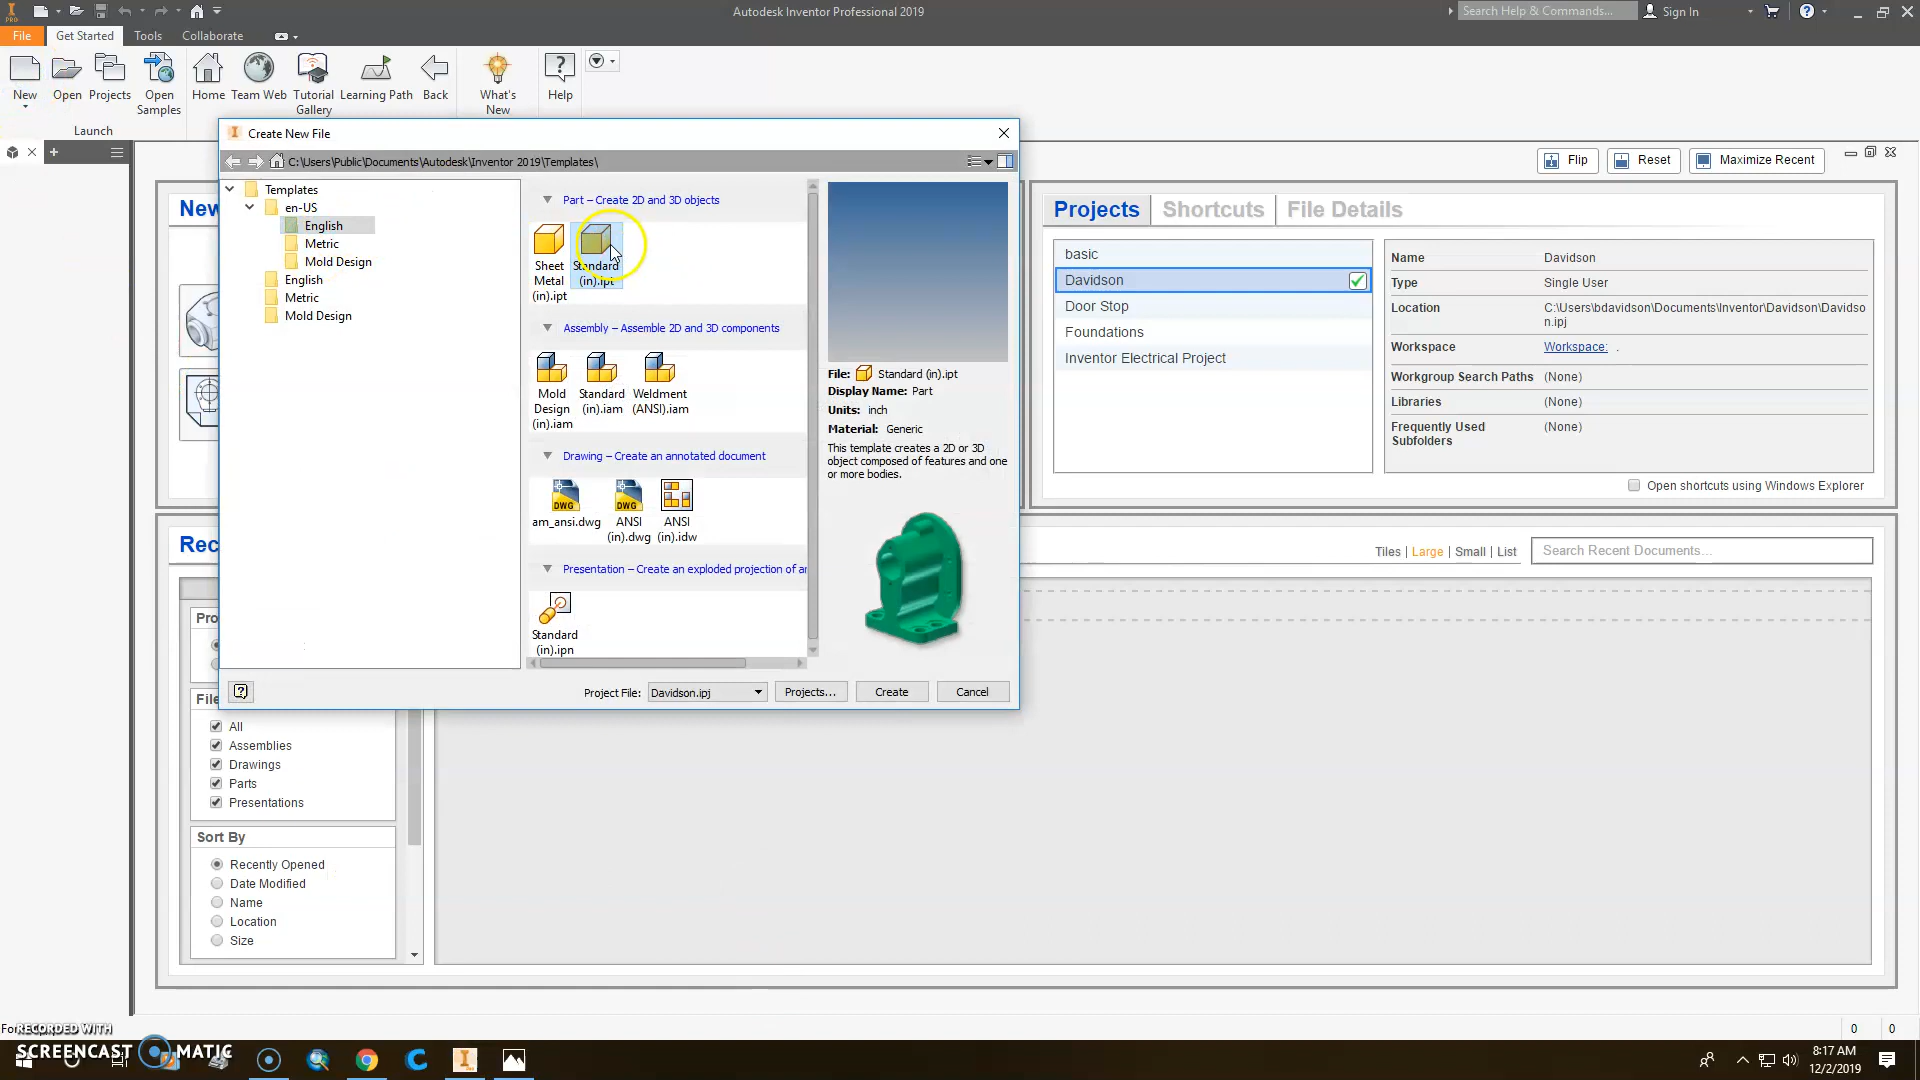 Autodesk Inventor Professional 2019
Search Help & Commands...
Sign In
PRO
File
Get Started
Tools
Collaborate
New
Open
Projects
Open Samples
Home
Team Web
Tutorial Gallery
Learning Path
Back
What's New
Help
Launch
Create New File
C:\Users\Public\Documents\Autodesk\Inventor 2019\Templates\
Templates
en-US
English
Metric
Mold Design
English
Metric
Mold Design
Part – Create 2D and 3D objects
Sheet Metal (in).ipt
Standard (in).ipt
Assembly – Assemble 2D and 3D components
Mold Design (in).iam
Standard (in).iam
Weldment (ANSI).iam
Drawing – Create an annotated document
DWG
DWG
am_ansi.dwg
ANSI (in).dwg
ANSI (in).idw
Presentation – Create an exploded projection of
Standard (in).ipn
File: Standard (in).ipt
Display Name: Part
Units: inch
Material: Generic
This template creates a 2D or 3D
object composed of features and one
or more bodies.
Project File:
Davidson.ipj
Projects...
Create
Cancel
Flip
Reset
Maximize Recent
New
Projects
Shortcuts
File Details
basic
Davidson
Door Stop
Foundations
Inventor Electrical Project
Name Davidson
Type Single User
Location C:\Users\bdavidson\Documents\Inventor\Davidson\Davidso
n.ipj
Workspace Workspace: .
Workgroup Search Paths (None)
Libraries (None)
Frequently Used (None)
Subfolders
Open shortcuts using Windows Explorer
Rec
Tiles | Large | Small | List
Search Recent Documents...
Pro
File
All
Assemblies
Drawings
Parts
Presentations
Sort By
Recently Opened
Date Modified
Name
Location
Size
For
0 0
RECORDED WITH
SCREENCAST MATIC
8:17 AM
12/2/2019